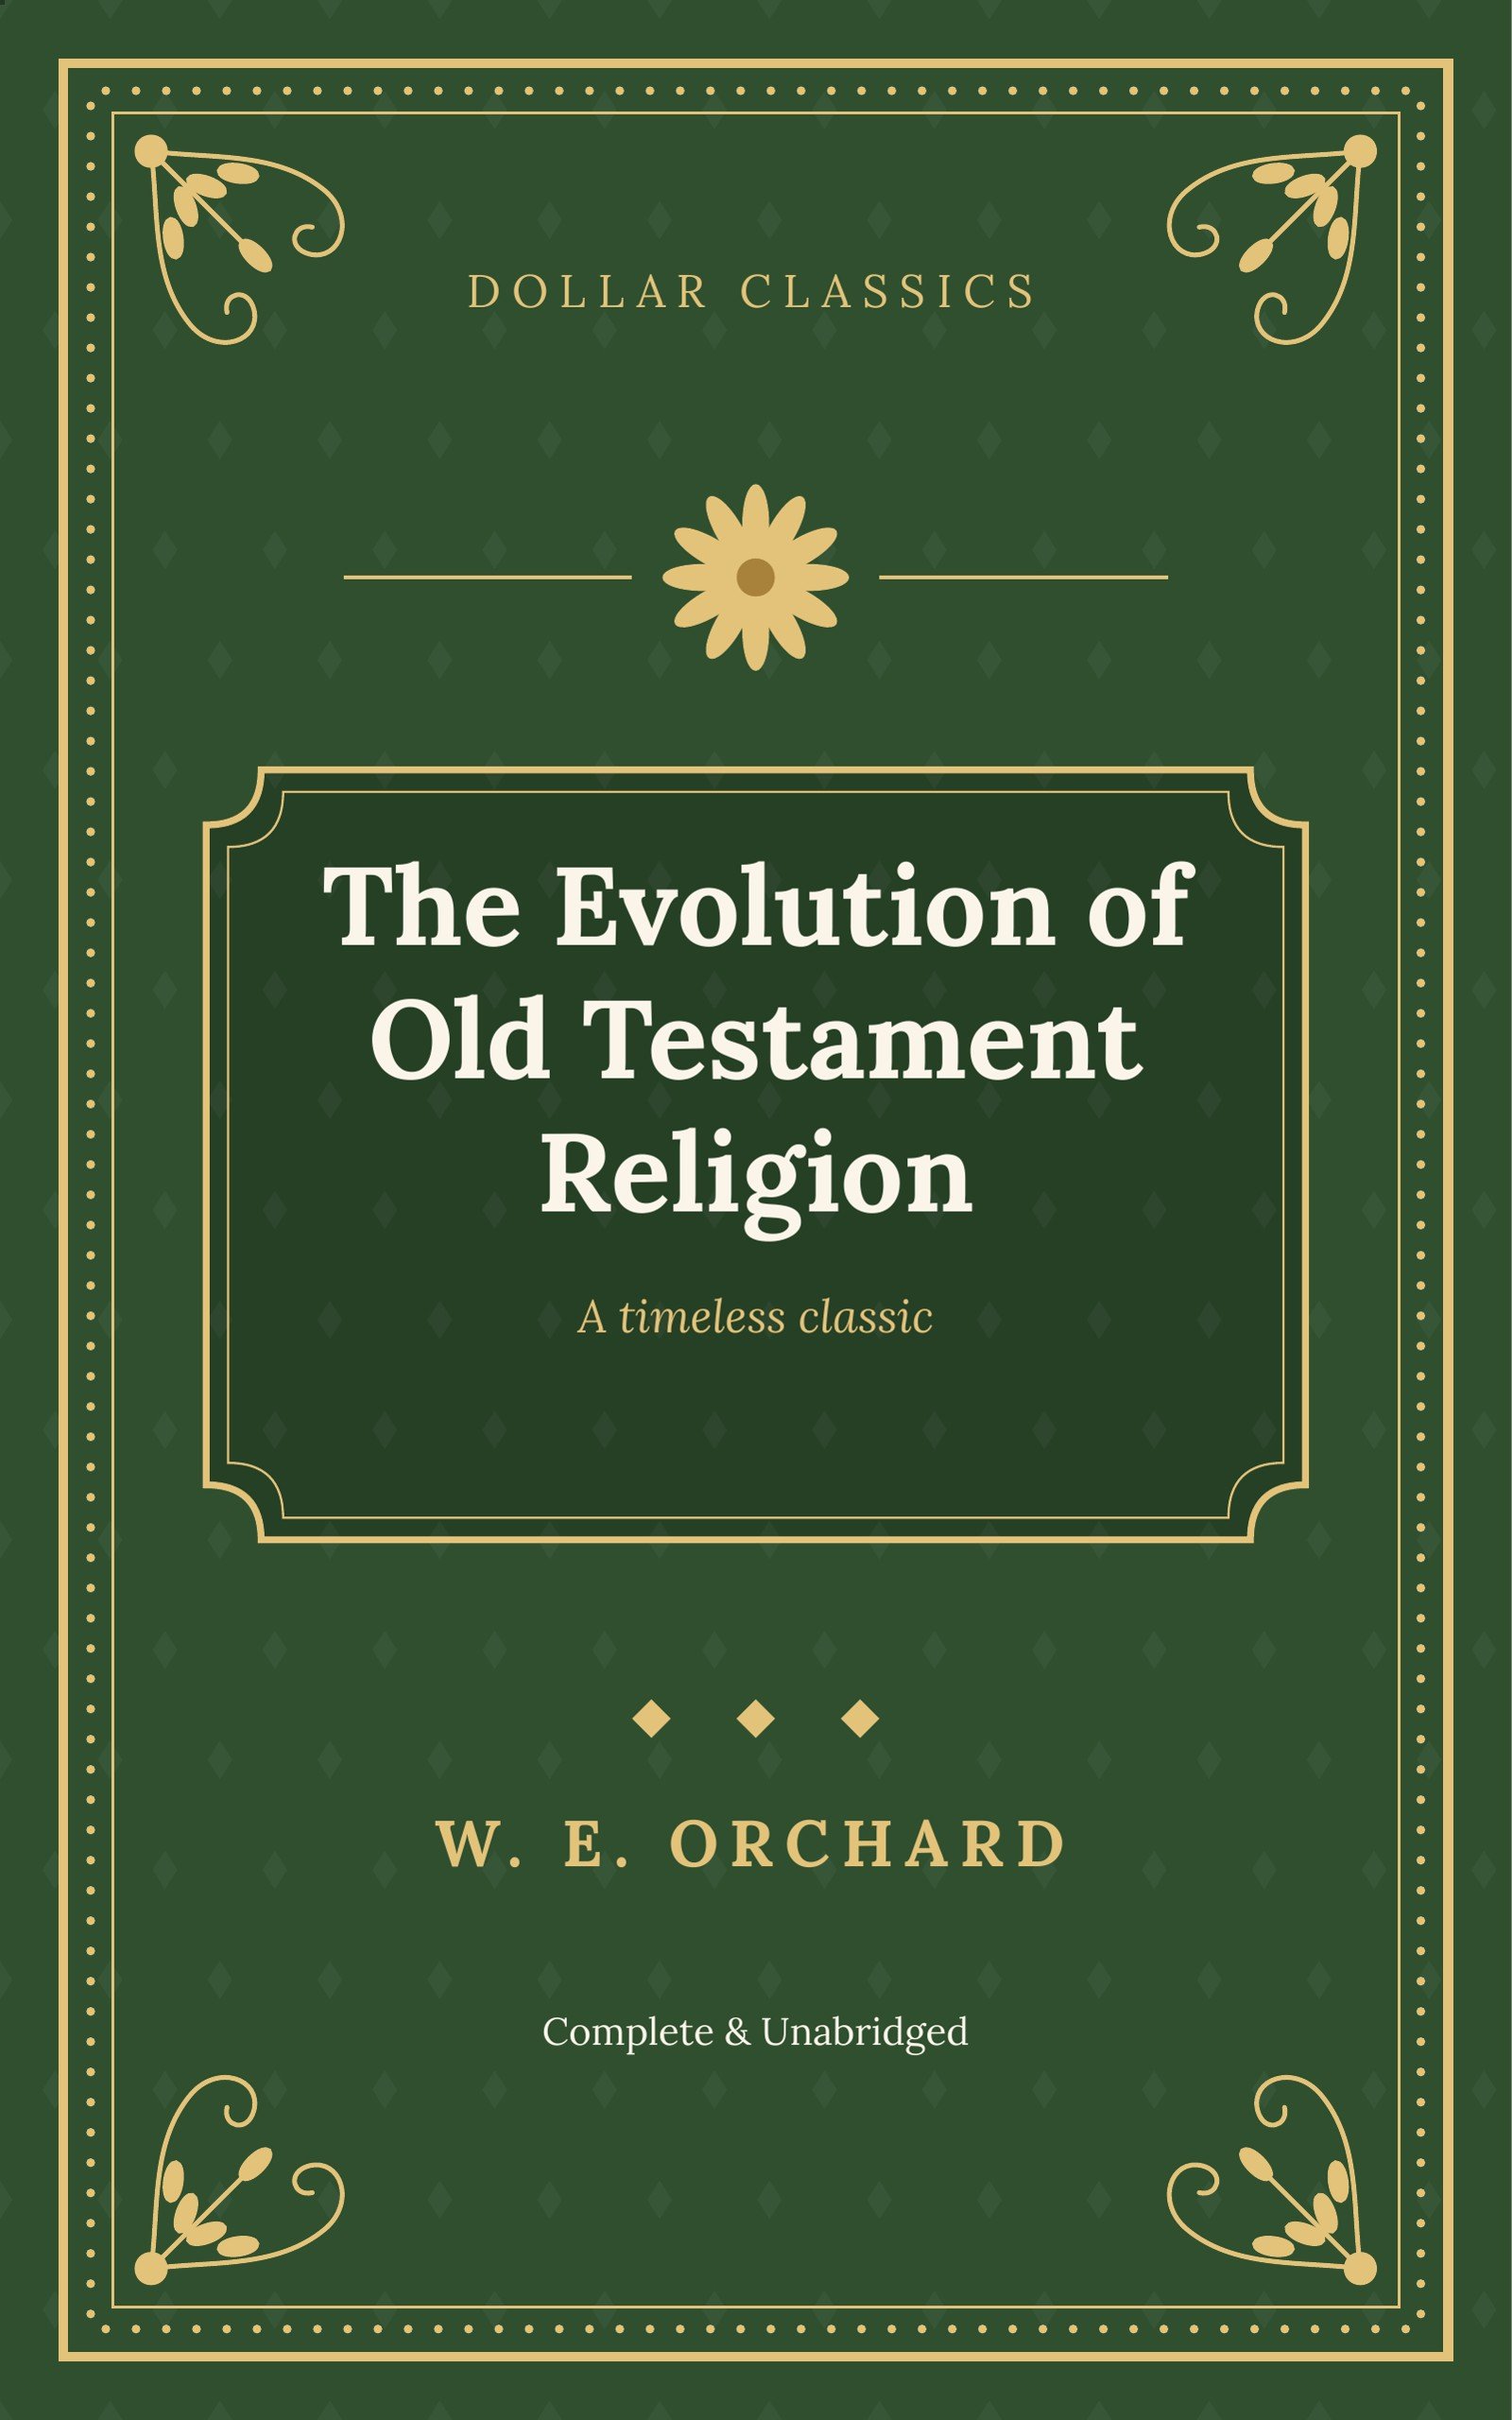 DOLLAR CLASSICS
The Evolution of
Old Testament
Religion
A timeless classic
W. E. ORCHARD
Complete & Unabridged